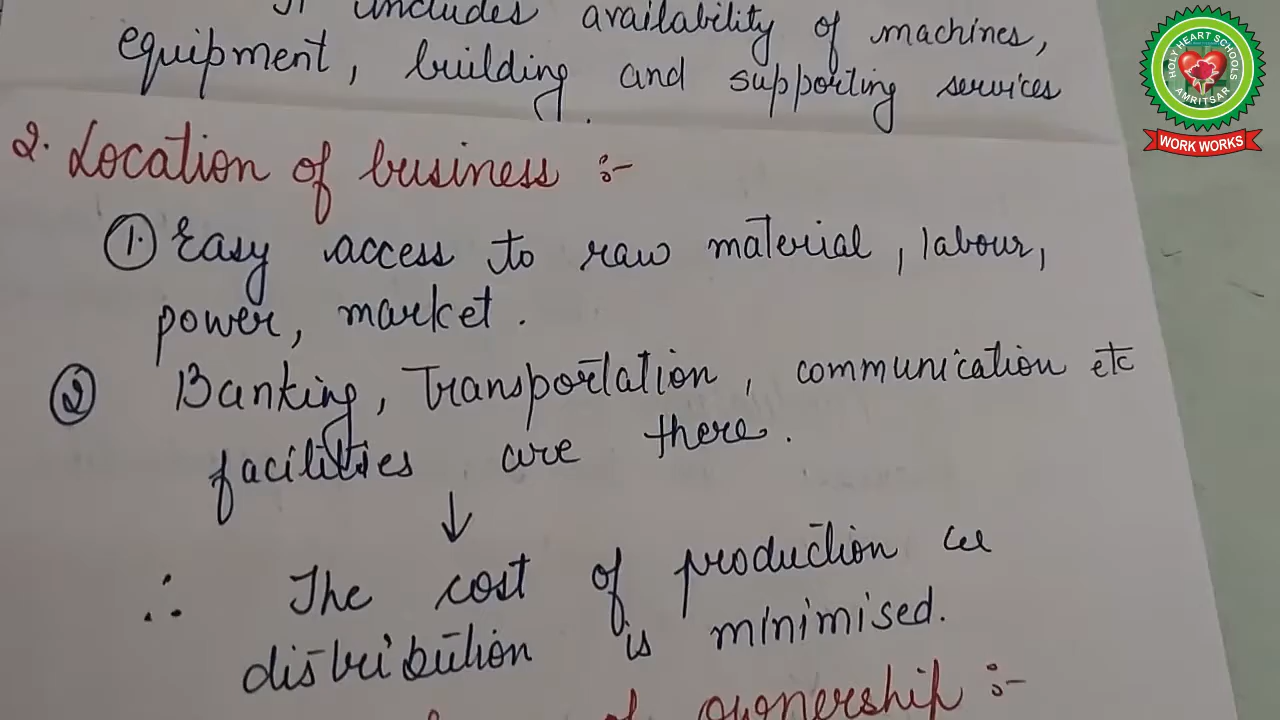 It includes availability of machines,
equipment, building and supporting services.
2. Location of business :-
① Easy access to raw material, labour,
power, market.
② Banking, Transportation, communication etc
facilities are there.
↓
∴ The cost of production &
distribution is minimised.
of ownership :-
HOLY HEART SCHOOLS
AMRITSAR
WORK WORKS